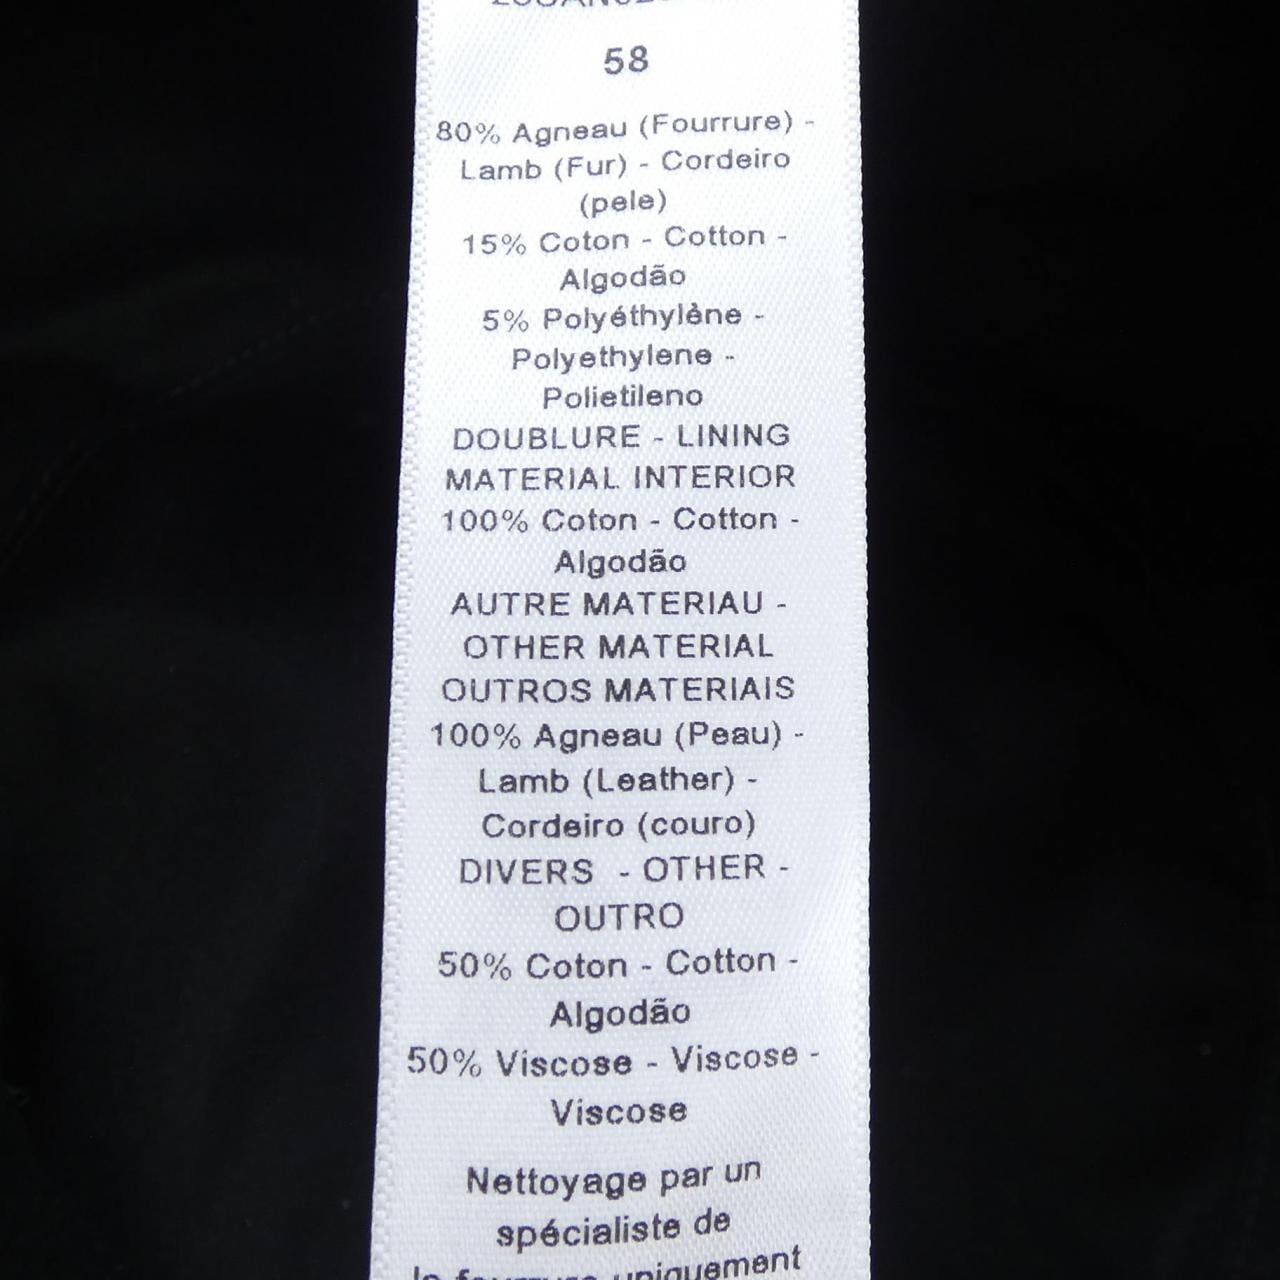 58
80% Agneau (Fourrure) -
Lamb (Fur) - Cordeiro
(pele)
15% Coton - Cotton -
Algodão
5% Polyéthylène -
Polyethylene -
Polietileno
DOUBLURE - LINING
MATERIAL INTERIOR
100% Coton - Cotton -
Algodão
AUTRE MATERIAU -
OTHER MATERIAL
OUTROS MATERIAIS
100% Agneau (Peau) -
Lamb (Leather) -
Cordeiro (couro)
DIVERS - OTHER -
OUTRO
50% Coton - Cotton -
Algodão
50% Viscose - Viscose -
Viscose
Nettoyage par un
spécialiste de
la fourrure uniquement